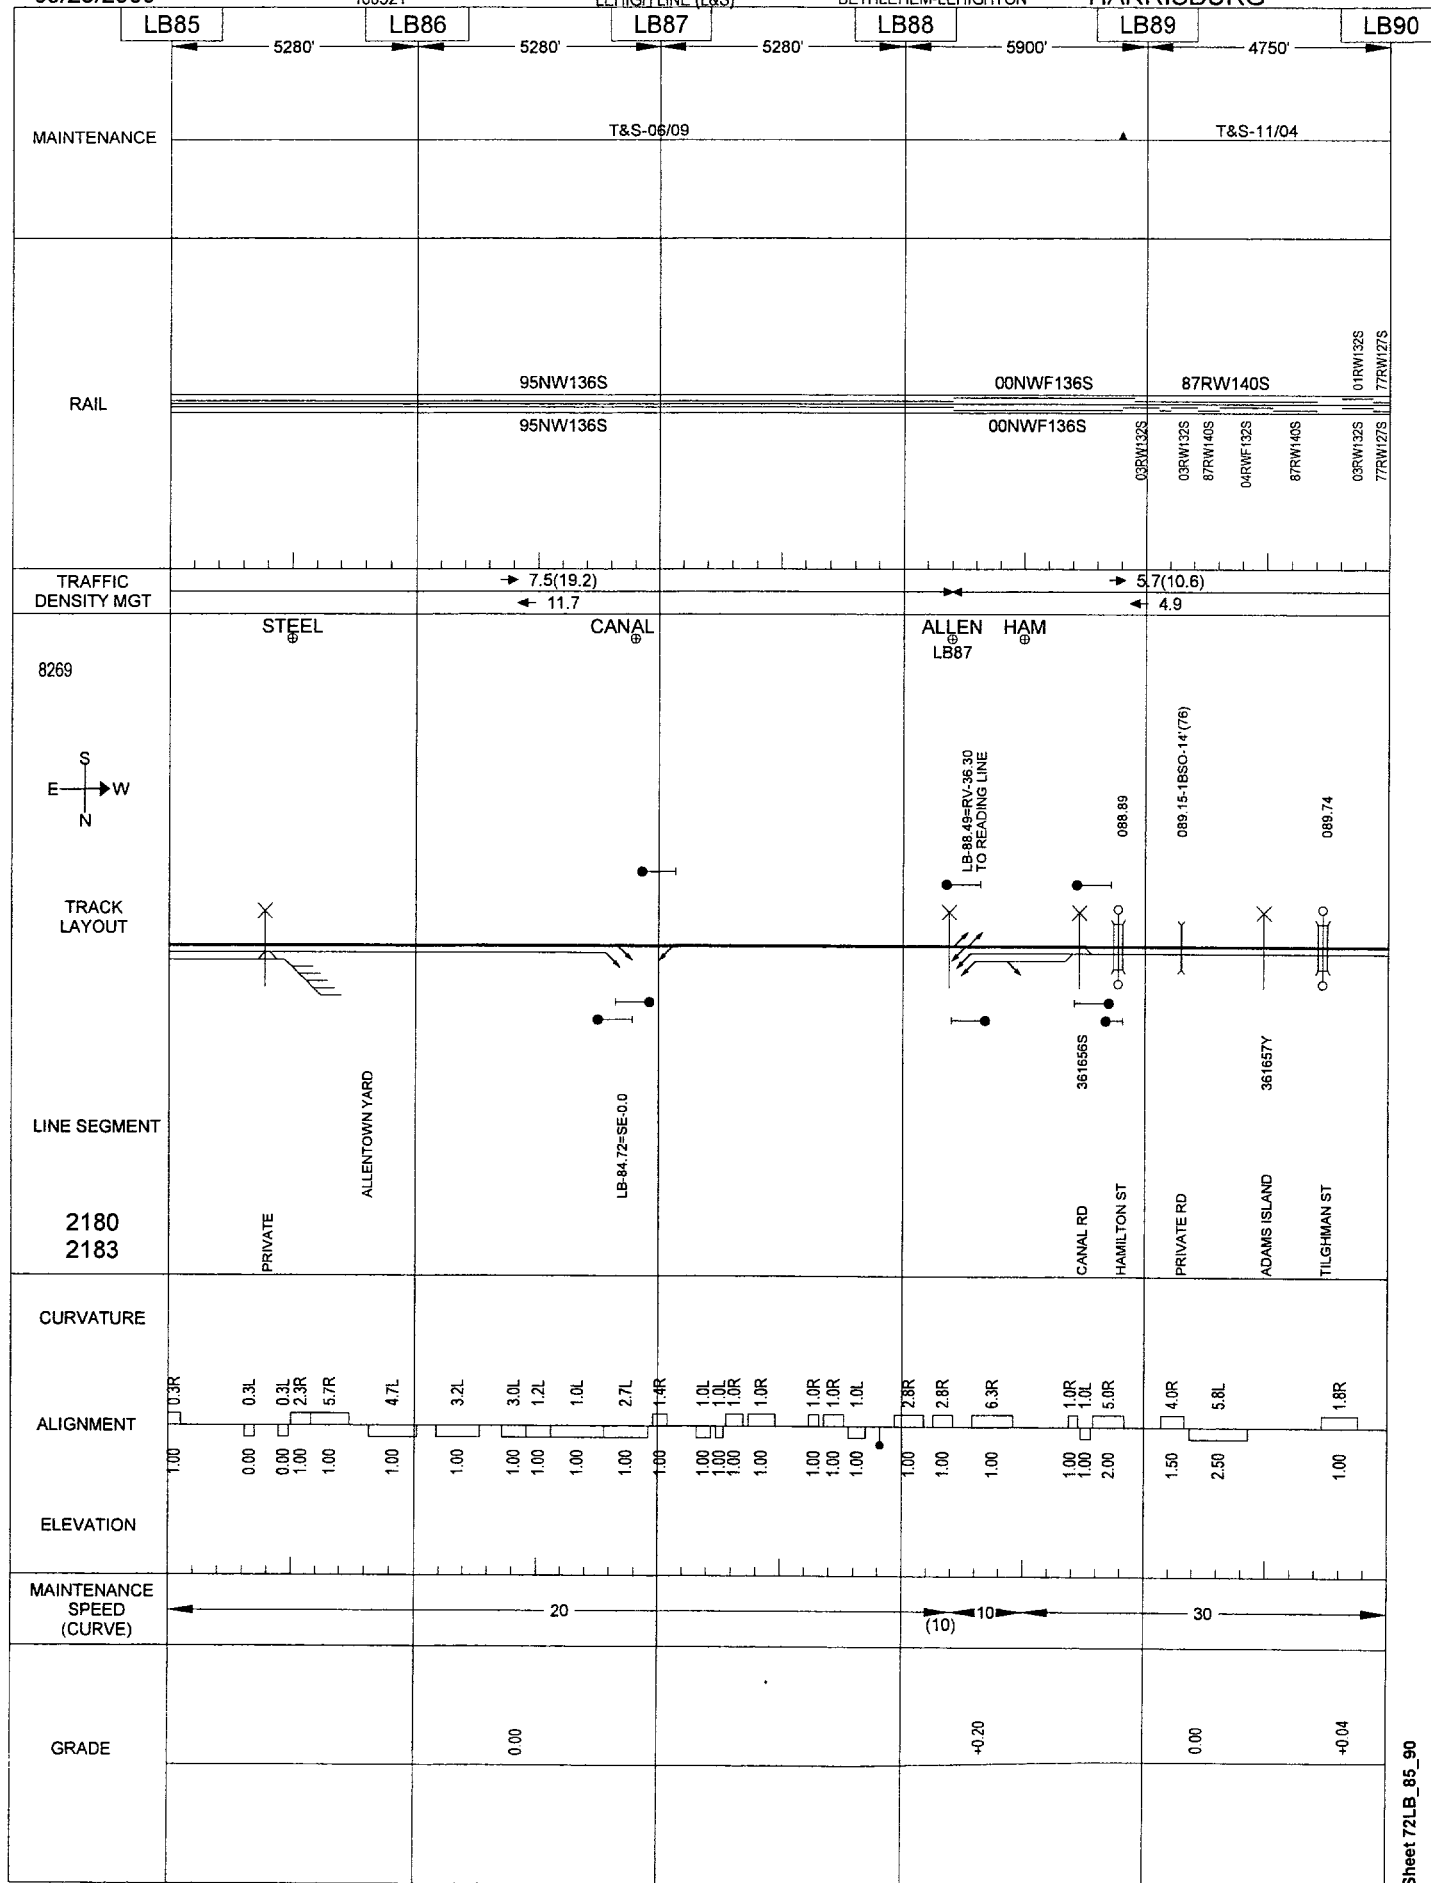 HARRISBURG
LB85 LB86 LB87 LB88 LB89 LB90
5280' 5280' 5280' 5900' 4750'
MAINTENANCE
T&S-06/09 T&S-11/04
RAIL
95NW136S 00NWF136S 87RW140S 01RW132S 77RW127S
95NW136S 00NWF136S 03RW132S 03RW132S 87RW140S 04RWF132S 87RW140S 03RW132S 77RW127S
TRAFFIC
DENSITY MGT
7.5(19.2) 5.7(10.6)
11.7 4.9
STEEL CANAL ALLEN HAM
LB87
8269
S
E W
N
LB-88.49=RV-36.30
TO READING LINE
088.89
089.15-1BSO-14'(76)
089.74
TRACK
LAYOUT
361656S
361657Y
LINE SEGMENT
2180
2183
PRIVATE
ALLENTOWN YARD
LB-84.72=SE-0.0
CANAL RD
HAMILTON ST
PRIVATE RD
ADAMS ISLAND
TILGHMAN ST
CURVATURE
0.3R 0.3L 0.3L 2.3R 5.7R 4.7L 3.2L 3.0L 1.2L 1.0L 2.7L 1.4R 1.0L 1.0L 1.0R 1.0R 1.0R 1.0R 1.0L 2.8R 2.8R 6.3R 1.0R 1.0L 5.0R 4.0R 5.8L 1.8R
ALIGNMENT
1.00 0.00 0.00 1.00 1.00 1.00 1.00 1.00 1.00 1.00 1.00 1.00 1.00 1.00 1.00 1.00 1.00 1.00 1.00 1.00 1.00 1.00 1.00 1.00 2.00 1.50 2.50 1.00
ELEVATION
MAINTENANCE
SPEED
(CURVE)
20 (10) 10 30
GRADE
0.00 +0.20 0.00 +0.04
Sheet 72LB_85_90